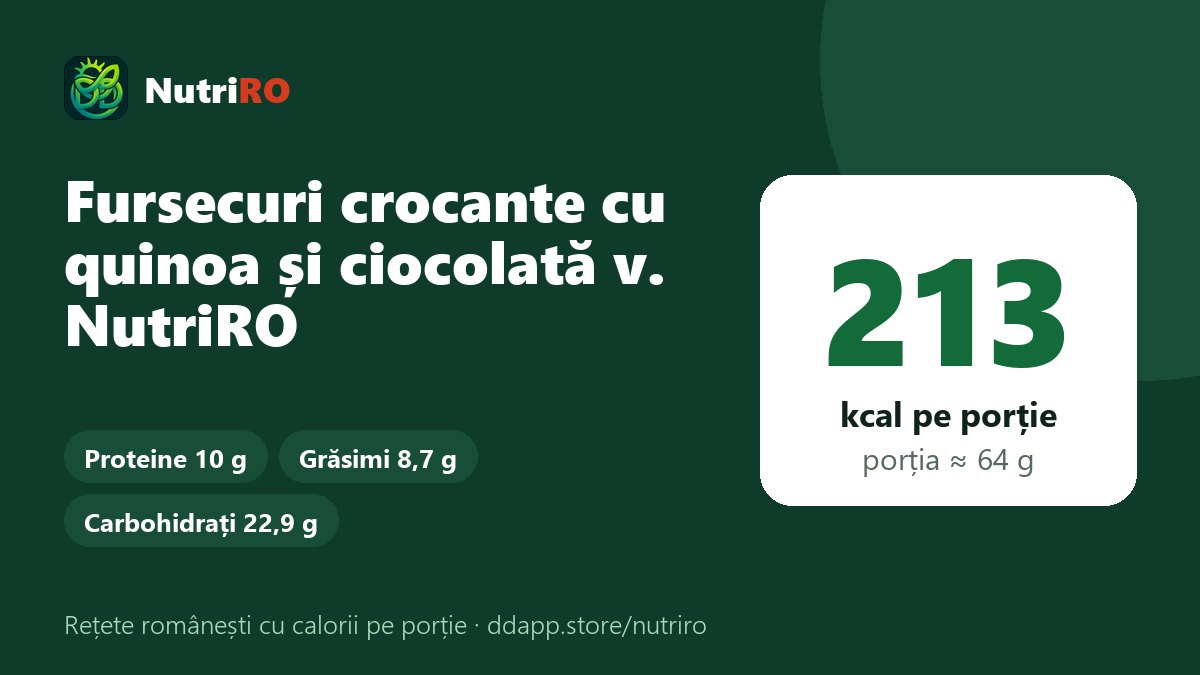 NutriRO
Fursecuri crocante cu
quinoa și ciocolată v.
NutriRO
213
kcal pe porție
porția ≈ 64 g
Proteine 10 g
Grăsimi 8,7 g
Carbohidrați 22,9 g
Rețete românești cu calorii pe porție · ddapp.store/nutriro